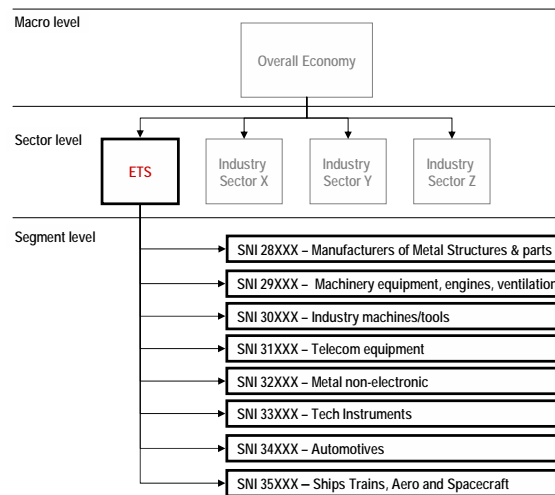 Macro level
Overall Economy
Sector level
ETS
Industry
Sector X
Industry
Sector Y
Industry
Sector Z
Segment level
SNI 28XXX – Manufacturers of Metal Structures & parts
SNI 29XXX – Machinery equipment, engines, ventilation
SNI 30XXX – Industry machines/tools
SNI 31XXX – Telecom equipment
SNI 32XXX – Metal non-electronic
SNI 33XXX – Tech Instruments
SNI 34XXX – Automotives
SNI 35XXX – Ships Trains, Aero and Spacecraft